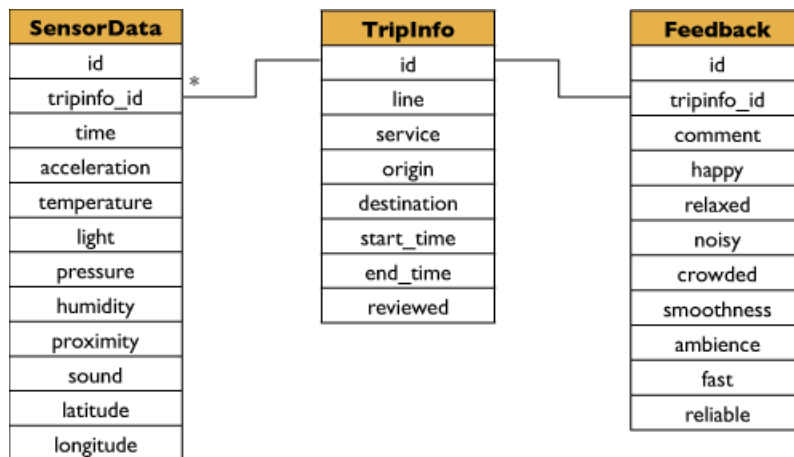 SensorData
id
tripinfo_id
time
acceleration
temperature
light
pressure
humidity
proximity
sound
latitude
longitude
*
TripInfo
id
line
service
origin
destination
start_time
end_time
reviewed
Feedback
id
tripinfo_id
comment
happy
relaxed
noisy
crowded
smoothness
ambience
fast
reliable